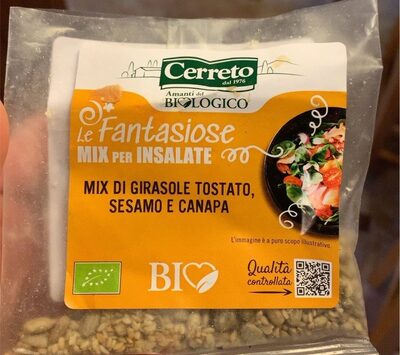 Cerreto
dal 1976
Amanti del
BIOLOGICO
Le Fantasiose
MIX PER INSALATE
MIX DI GIRASOLE TOSTATO,
SESAMO E CANAPA
L'immagine è a puro scopo illustrativo.
BIO
Qualità
controllata